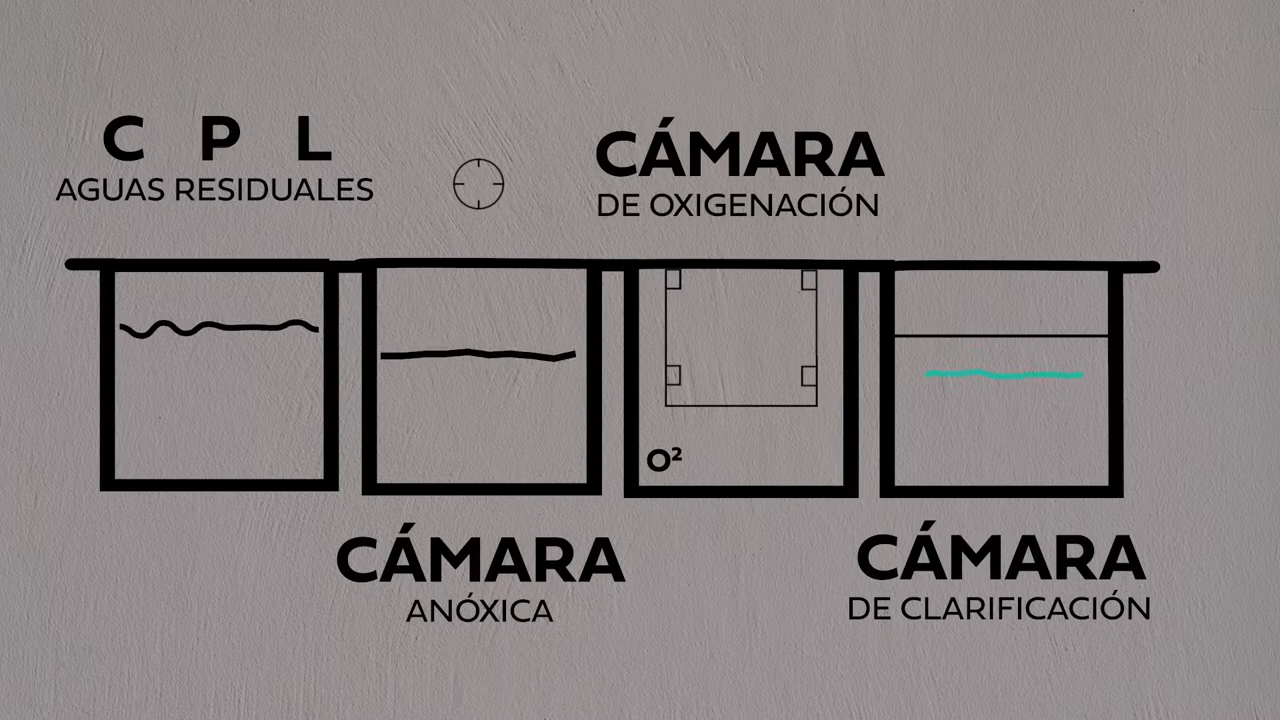 C P L
AGUAS RESIDUALES
CÁMARA
DE OXIGENACIÓN
O²
CÁMARA
ANÓXICA
CÁMARA
DE CLARIFICACIÓN